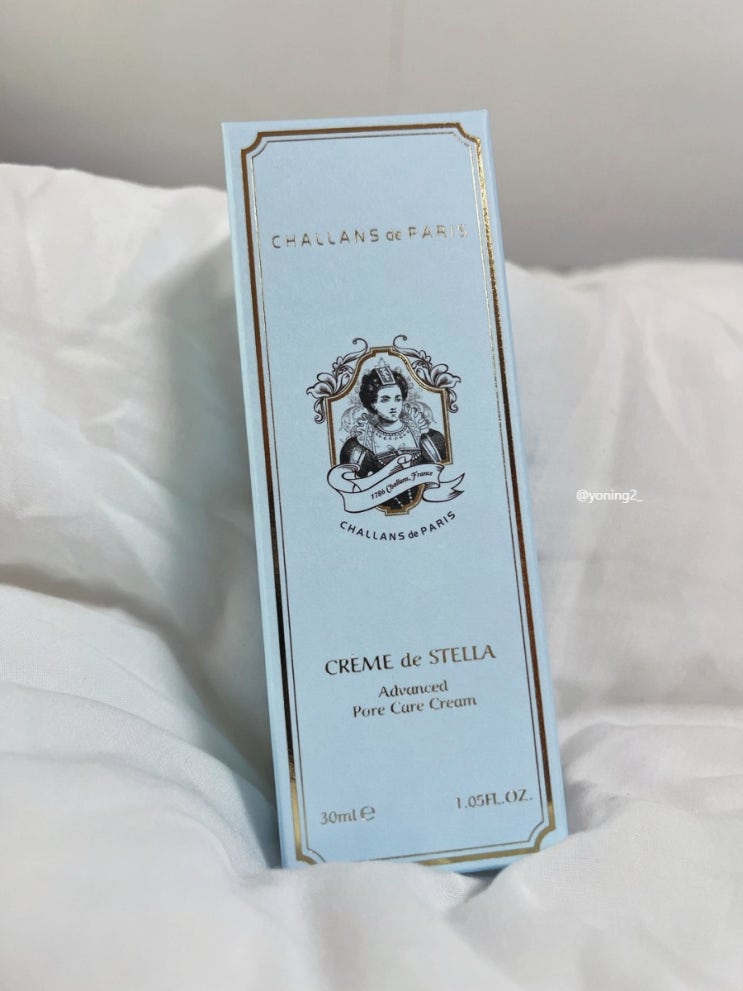 CHALLANS de PARIS
1786 Challans, France
CHALLANS de PARIS
@yoning2_
CRÈME de STELLA
Advanced
Pore Care Cream
30ml ℮
1.05FL.OZ.